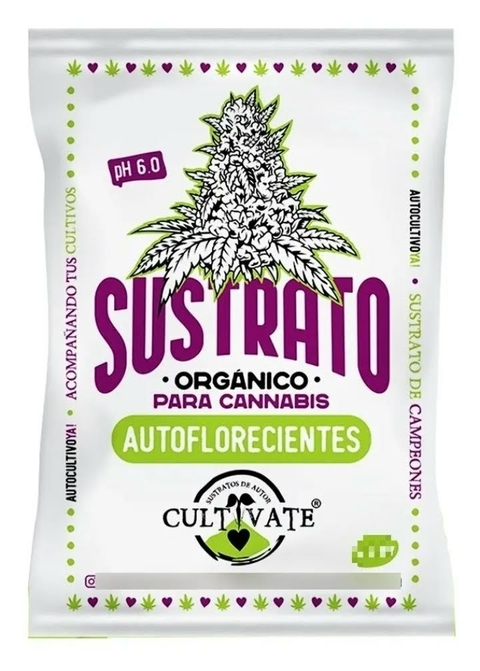 pH 6.0
SUSTRATO
• ORGÁNICO •
PARA CANNABIS
AUTOFLORECIENTES
SUSTRATOS DE AUTOR
CULTIVATE®
AUTOCULTIVOYA! • ACOMPAÑANDO TUS CULTIVOS
AUTOCULTIVOYA! • SUSTRATO DE CAMPEONES